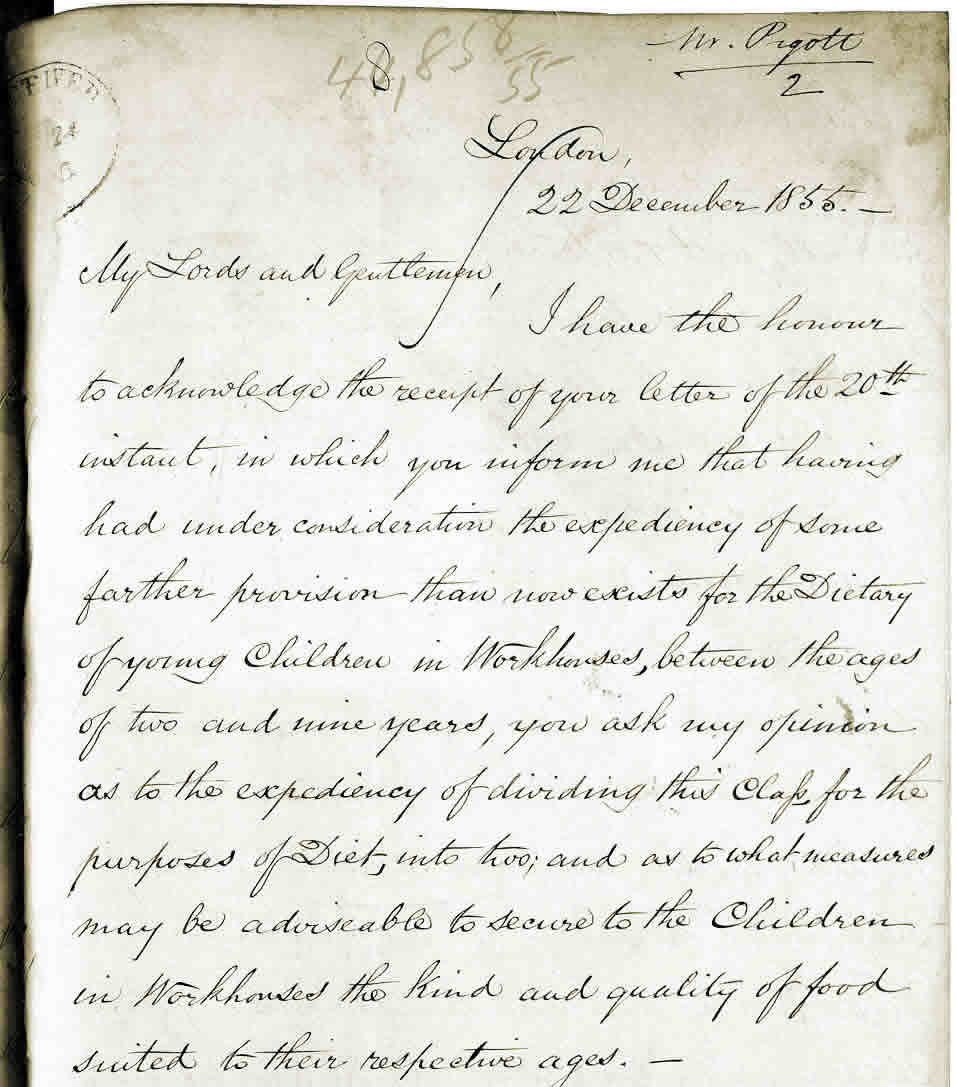 Mr. Pigott
2
48,858
55
24
London,
22 December 1855. —
My Lords and Gentlemen,
I have the honour
to acknowledge the receipt of your letter of the 20th
instant, in which you inform me that having
had under consideration the expediency of some
farther provision than now exists for the Dietary
of young Children in Workhouses, between the ages
of two and nine years, you ask my opinion
as to the expediency of dividing this Class, for the
purposes of Diet, into two; and as to what measures
may be adviseable to secure to the Children
in Workhouses the kind and quality of food
suited to their respective ages. —